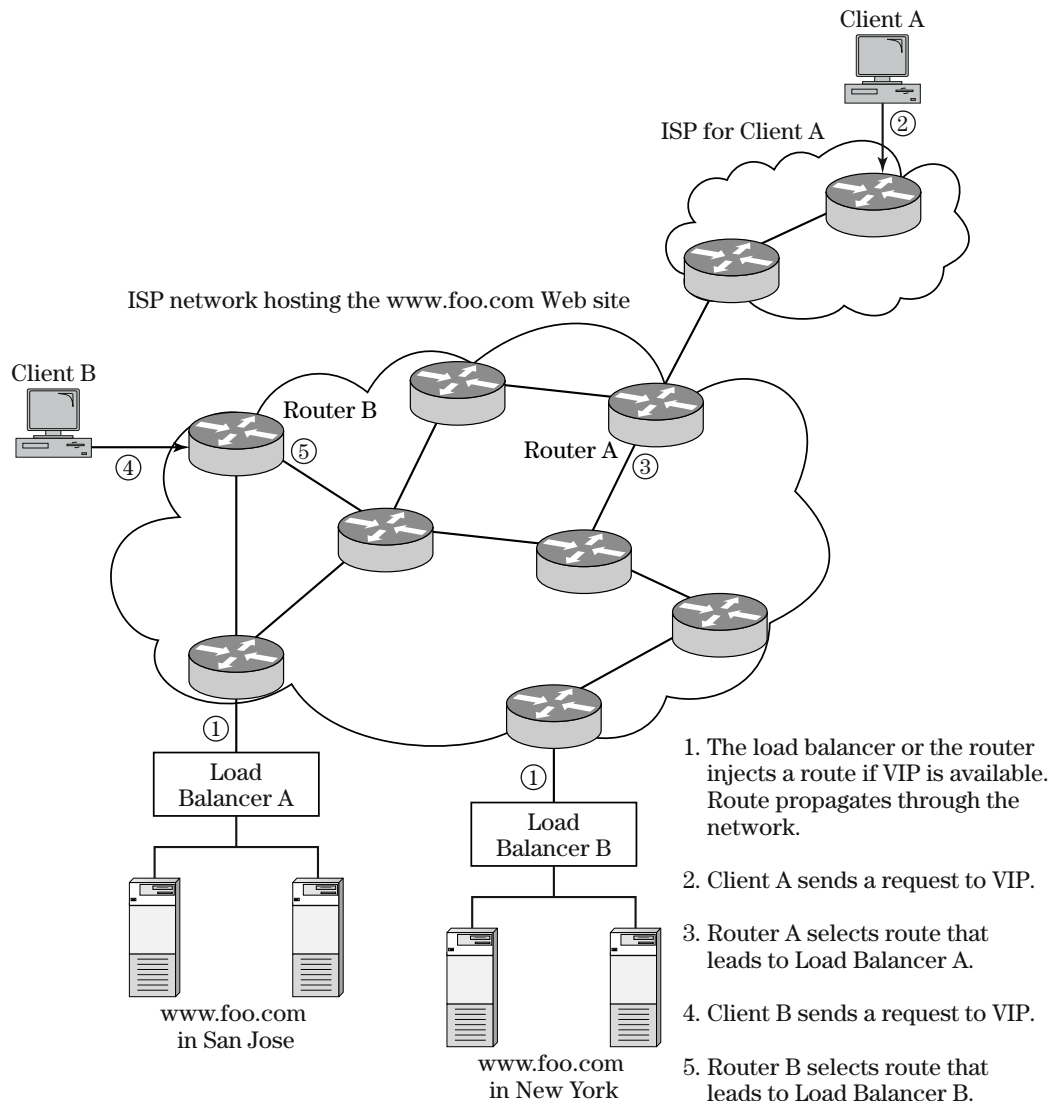 Client A
②
ISP for Client A
ISP network hosting the www.foo.com Web site
Client B
Router B
④
⑤
Router A
③
①
Load
Balancer A
①
Load
Balancer B
www.foo.com
in San Jose
www.foo.com
in New York
1. The load balancer or the router
injects a route if VIP is available.
Route propagates through the
network.
2. Client A sends a request to VIP.
3. Router A selects route that
leads to Load Balancer A.
4. Client B sends a request to VIP.
5. Router B selects route that
leads to Load Balancer B.